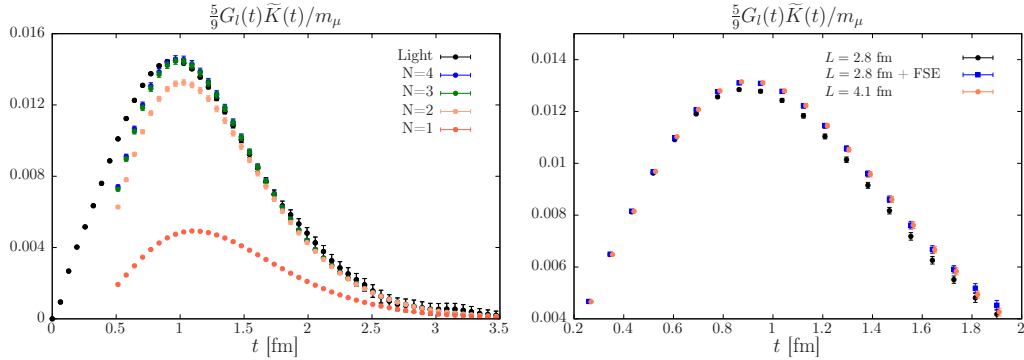 5/9 G_l(t)K̃(t)/m_μ
0.016
0.012
0.008
0.004
0
Light
N=4
N=3
N=2
N=1
0 0.5 1 1.5 2 2.5 3 3.5
t [fm]
5/9 G_l(t)K̃(t)/m_μ
0.014
0.012
0.01
0.008
0.006
0.004
L = 2.8 fm
L = 2.8 fm + FSE
L = 4.1 fm
0.2 0.4 0.6 0.8 1 1.2 1.4 1.6 1.8 2
t [fm]